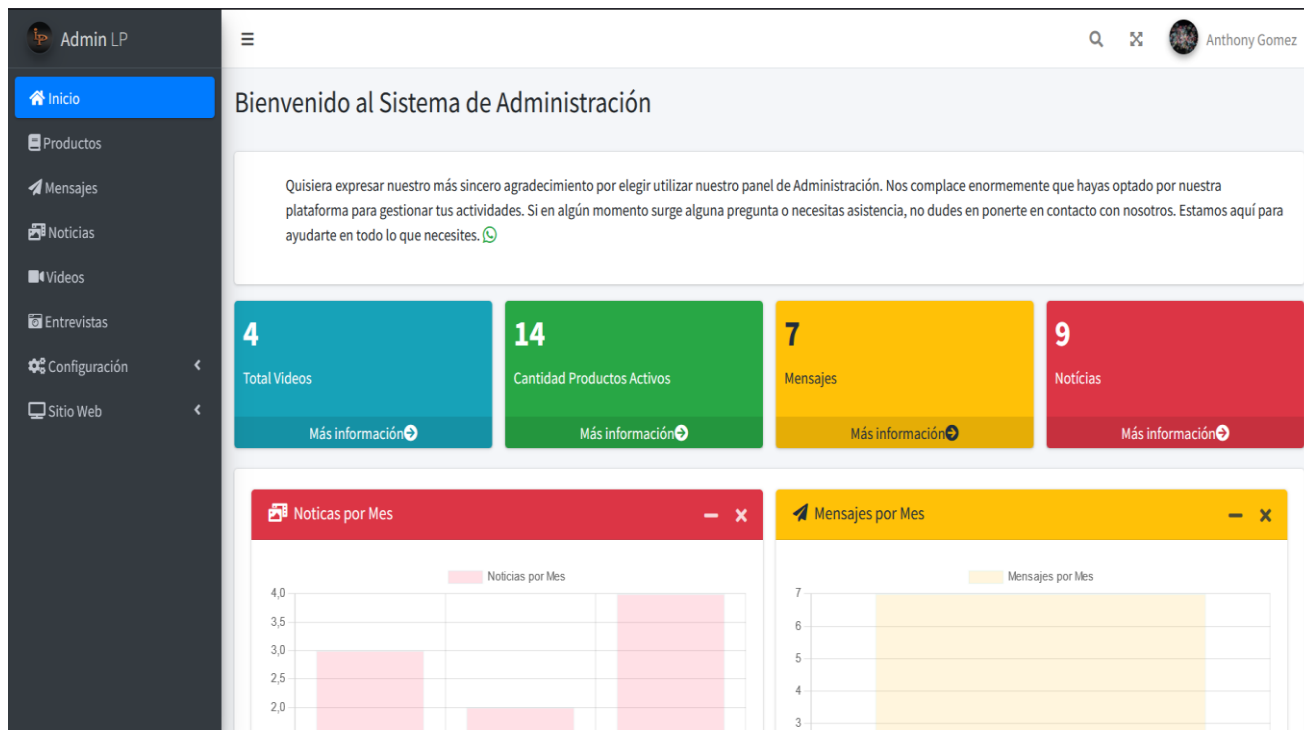 Admin LP
Anthony Gomez
Inicio
Productos
Mensajes
Noticias
Videos
Entrevistas
Configuración
Sitio Web
Bienvenido al Sistema de Administración
Quisiera expresar nuestro más sincero agradecimiento por elegir utilizar nuestro panel de Administración. Nos complace enormemente que hayas optado por nuestra
plataforma para gestionar tus actividades. Si en algún momento surge alguna pregunta o necesitas asistencia, no dudes en ponerte en contacto con nosotros. Estamos aquí para
ayudarte en todo lo que necesites.
4
Total Videos
Más información
14
Cantidad Productos Activos
Más información
7
Mensajes
Más información
9
Notícias
Más información
Noticas por Mes
Noticias por Mes
4,0
3,5
3,0
2,5
2,0
Mensajes por Mes
Mensajes por Mes
7
6
5
4
3